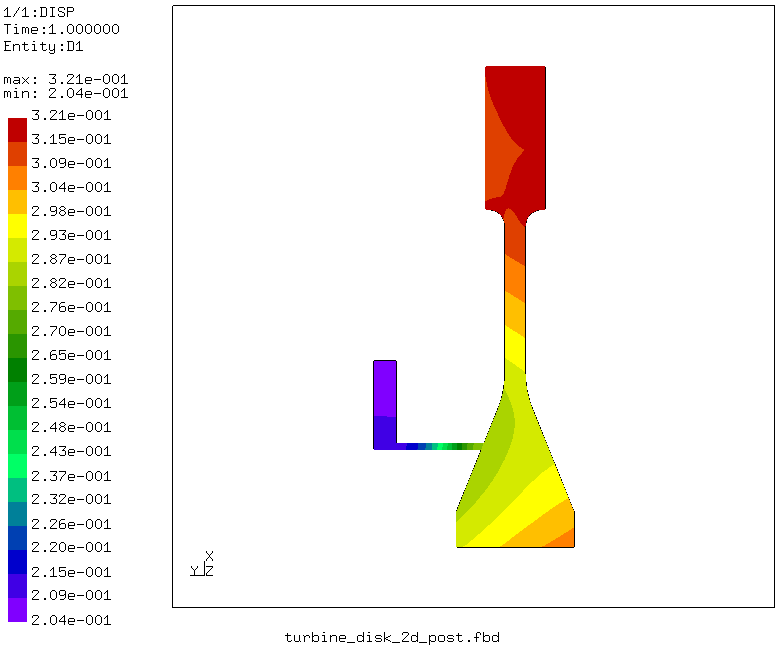 1/1:DISP
Time:1.000000
Entity:D1
max: 3.21e-001
min: 2.04e-001
3.21e-001
3.15e-001
3.09e-001
3.04e-001
2.98e-001
2.93e-001
2.87e-001
2.82e-001
2.76e-001
2.70e-001
2.65e-001
2.59e-001
2.54e-001
2.48e-001
2.43e-001
2.37e-001
2.32e-001
2.26e-001
2.20e-001
2.15e-001
2.09e-001
2.04e-001
X
Y Z
turbine_disk_2d_post.fbd